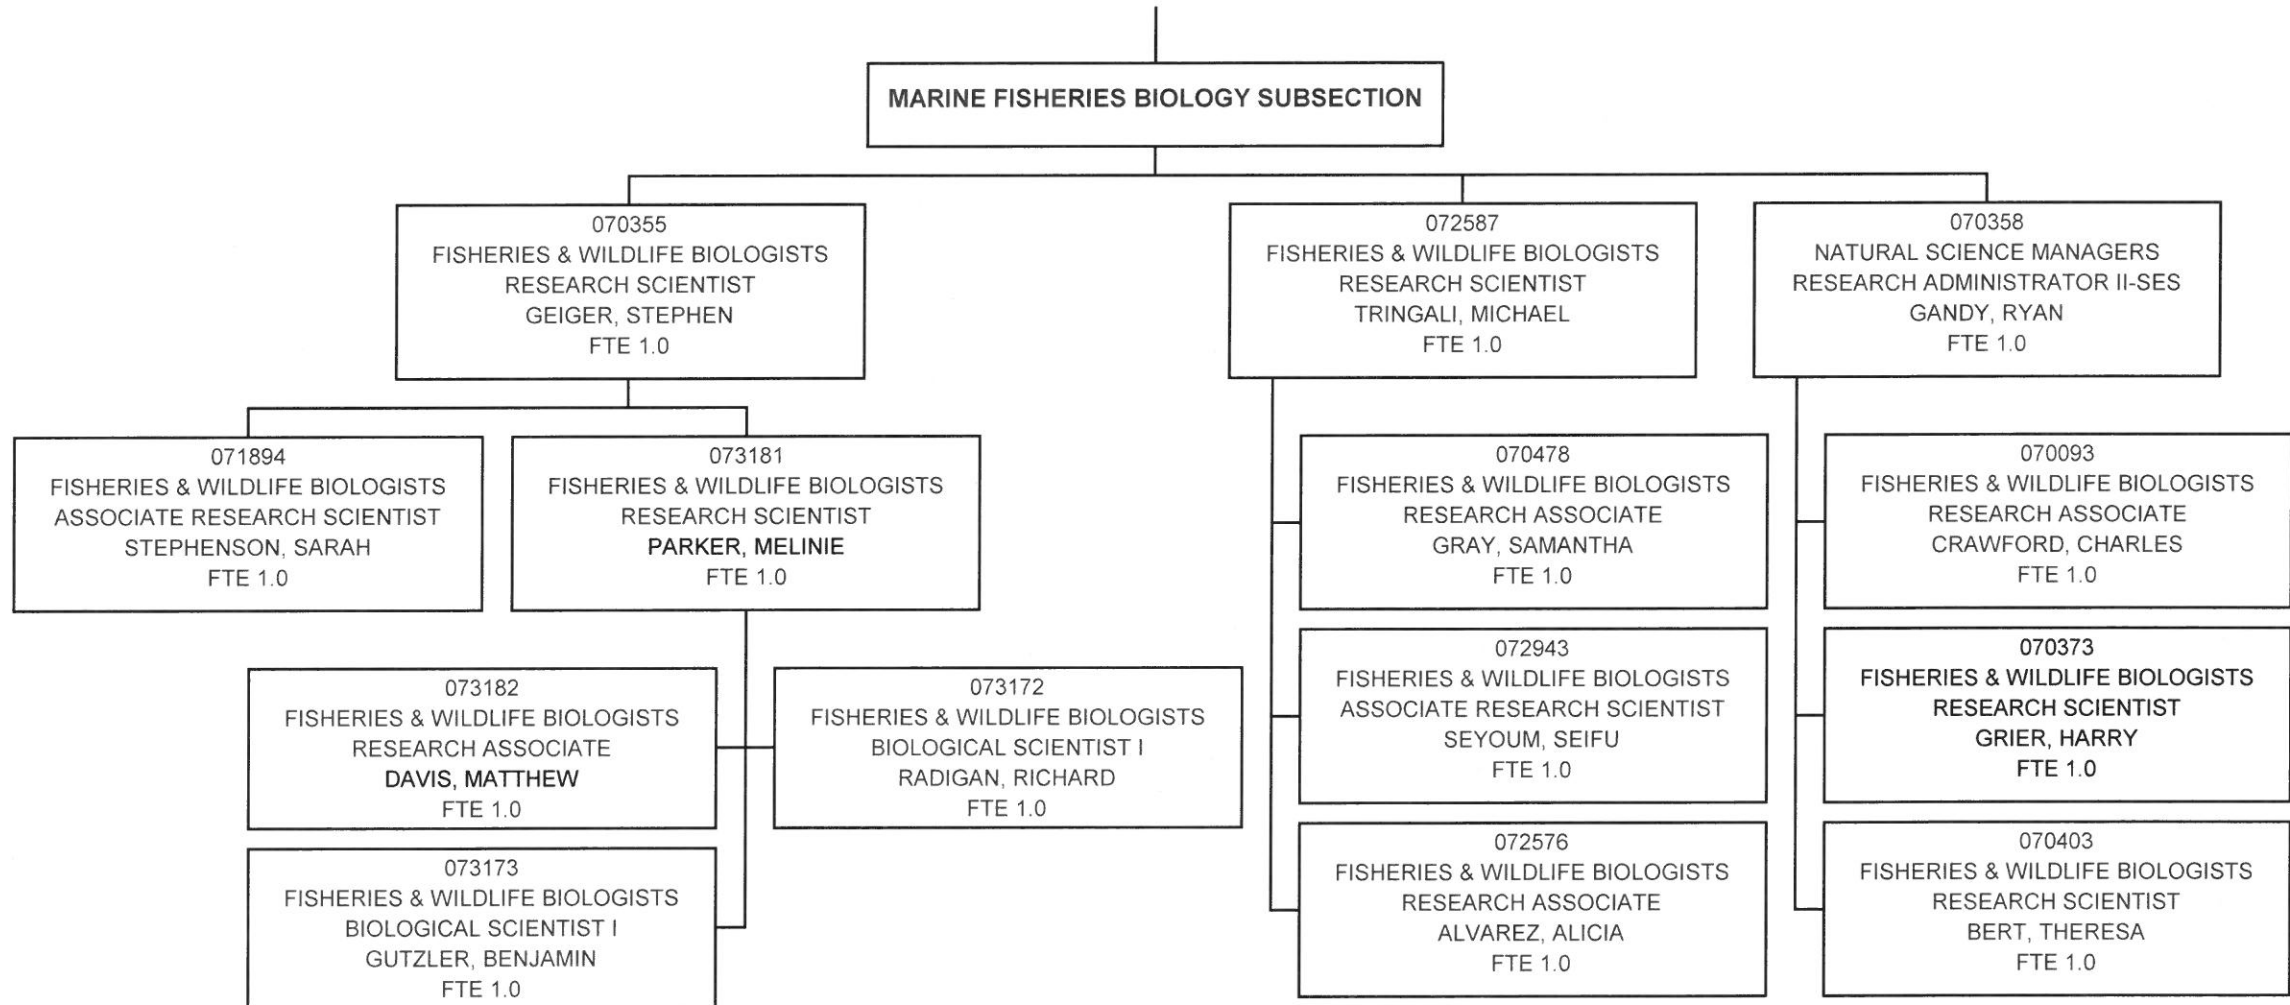 MARINE FISHERIES BIOLOGY SUBSECTION
070355
FISHERIES & WILDLIFE BIOLOGISTS
RESEARCH SCIENTIST
GEIGER, STEPHEN
FTE 1.0
072587
FISHERIES & WILDLIFE BIOLOGISTS
RESEARCH SCIENTIST
TRINGALI, MICHAEL
FTE 1.0
070358
NATURAL SCIENCE MANAGERS
RESEARCH ADMINISTRATOR II-SES
GANDY, RYAN
FTE 1.0
071894
FISHERIES & WILDLIFE BIOLOGISTS
ASSOCIATE RESEARCH SCIENTIST
STEPHENSON, SARAH
FTE 1.0
073181
FISHERIES & WILDLIFE BIOLOGISTS
RESEARCH SCIENTIST
PARKER, MELINIE
FTE 1.0
070478
FISHERIES & WILDLIFE BIOLOGISTS
RESEARCH ASSOCIATE
GRAY, SAMANTHA
FTE 1.0
070093
FISHERIES & WILDLIFE BIOLOGISTS
RESEARCH ASSOCIATE
CRAWFORD, CHARLES
FTE 1.0
073182
FISHERIES & WILDLIFE BIOLOGISTS
RESEARCH ASSOCIATE
DAVIS, MATTHEW
FTE 1.0
073172
FISHERIES & WILDLIFE BIOLOGISTS
BIOLOGICAL SCIENTIST I
RADIGAN, RICHARD
FTE 1.0
072943
FISHERIES & WILDLIFE BIOLOGISTS
ASSOCIATE RESEARCH SCIENTIST
SEYOUM, SEIFU
FTE 1.0
070373
FISHERIES & WILDLIFE BIOLOGISTS
RESEARCH SCIENTIST
GRIER, HARRY
FTE 1.0
073173
FISHERIES & WILDLIFE BIOLOGISTS
BIOLOGICAL SCIENTIST I
GUTZLER, BENJAMIN
FTE 1.0
072576
FISHERIES & WILDLIFE BIOLOGISTS
RESEARCH ASSOCIATE
ALVAREZ, ALICIA
FTE 1.0
070403
FISHERIES & WILDLIFE BIOLOGISTS
RESEARCH SCIENTIST
BERT, THERESA
FTE 1.0